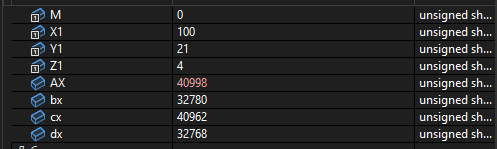 M 0 unsigned sh...
X1 100 unsigned sh...
Y1 21 unsigned sh...
Z1 4 unsigned sh...
AX 40998 unsigned sh...
bx 32780 unsigned sh...
cx 40962 unsigned sh...
dx 32768 unsigned sh...